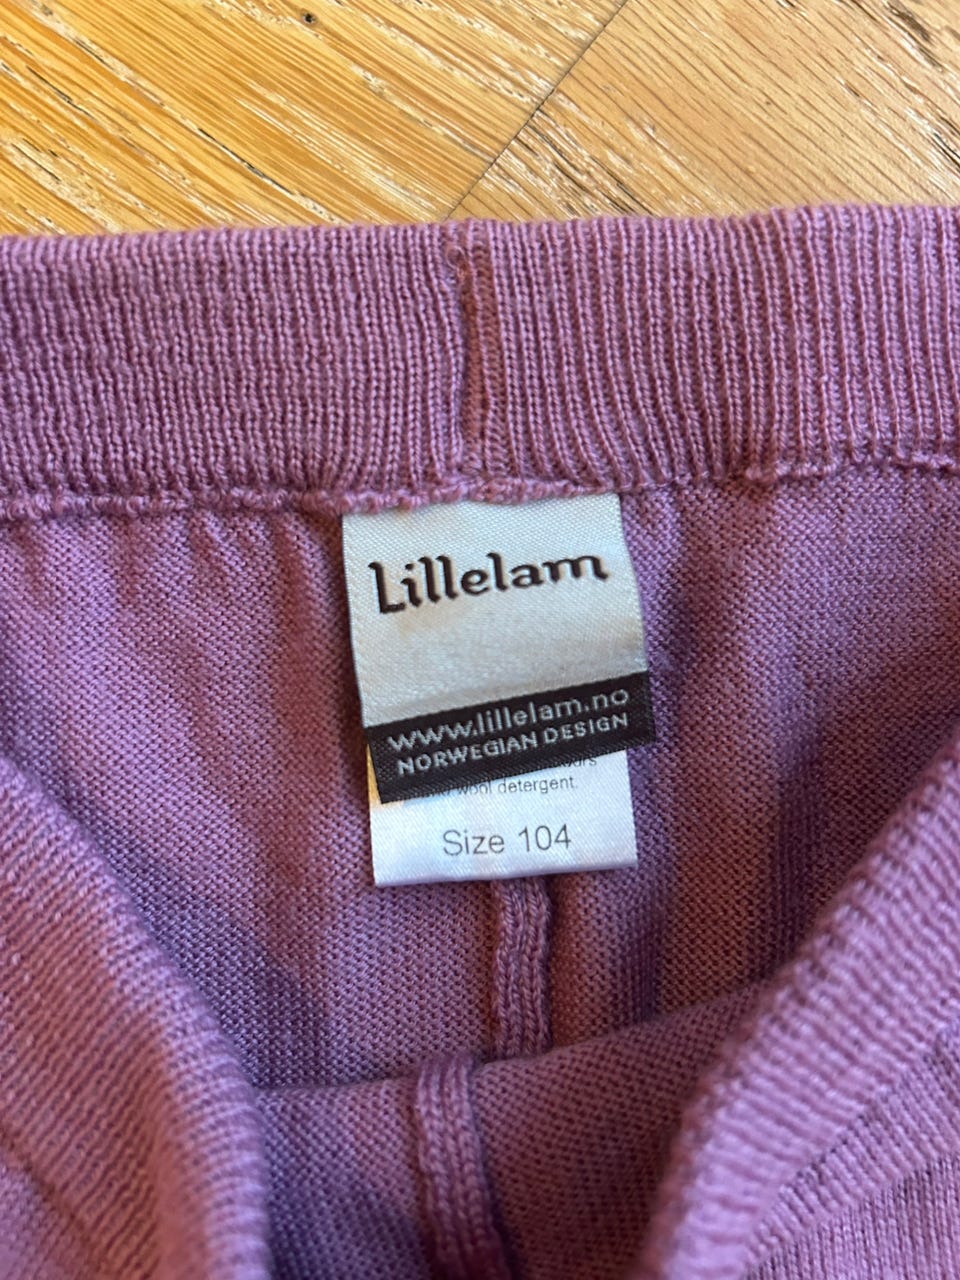 Lillelam
www.lillelam.no
NORWEGIAN DESIGN
wool detergent.
Size 104